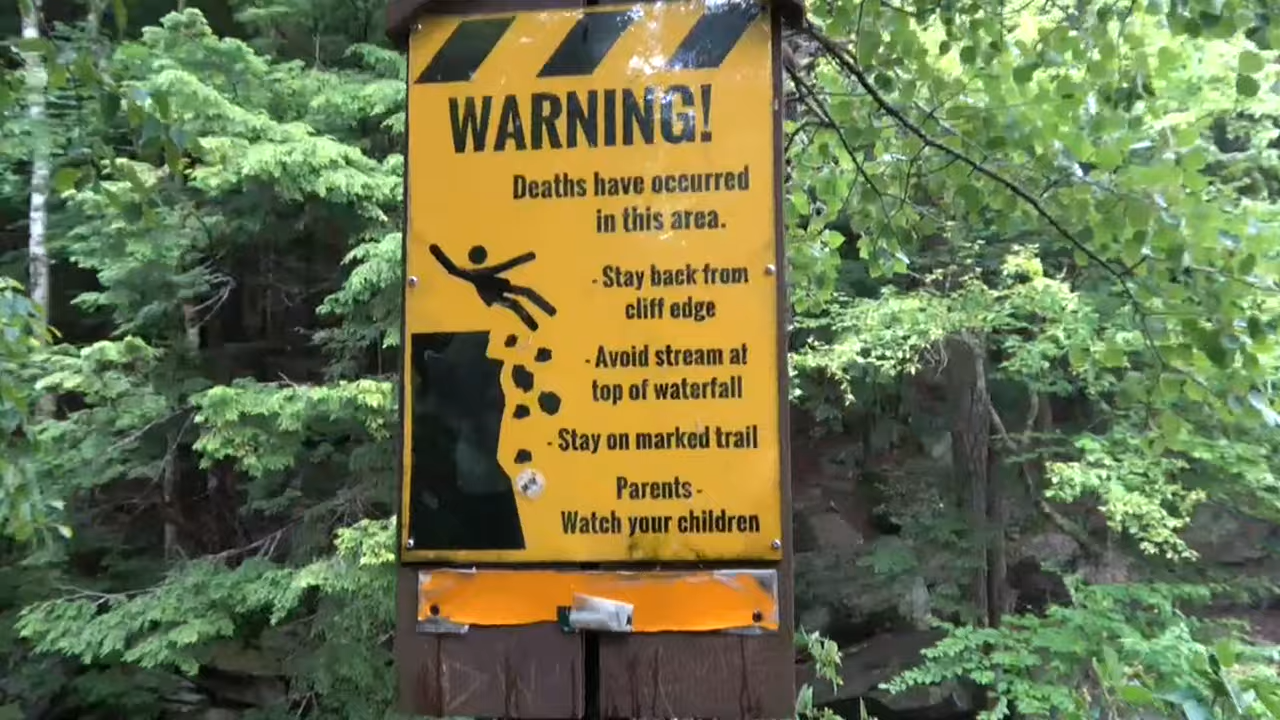 WARNING!
Deaths have occurred
in this area.
- Stay back from
cliff edge
- Avoid stream at
top of waterfall
- Stay on marked trail
Parents -
Watch your children